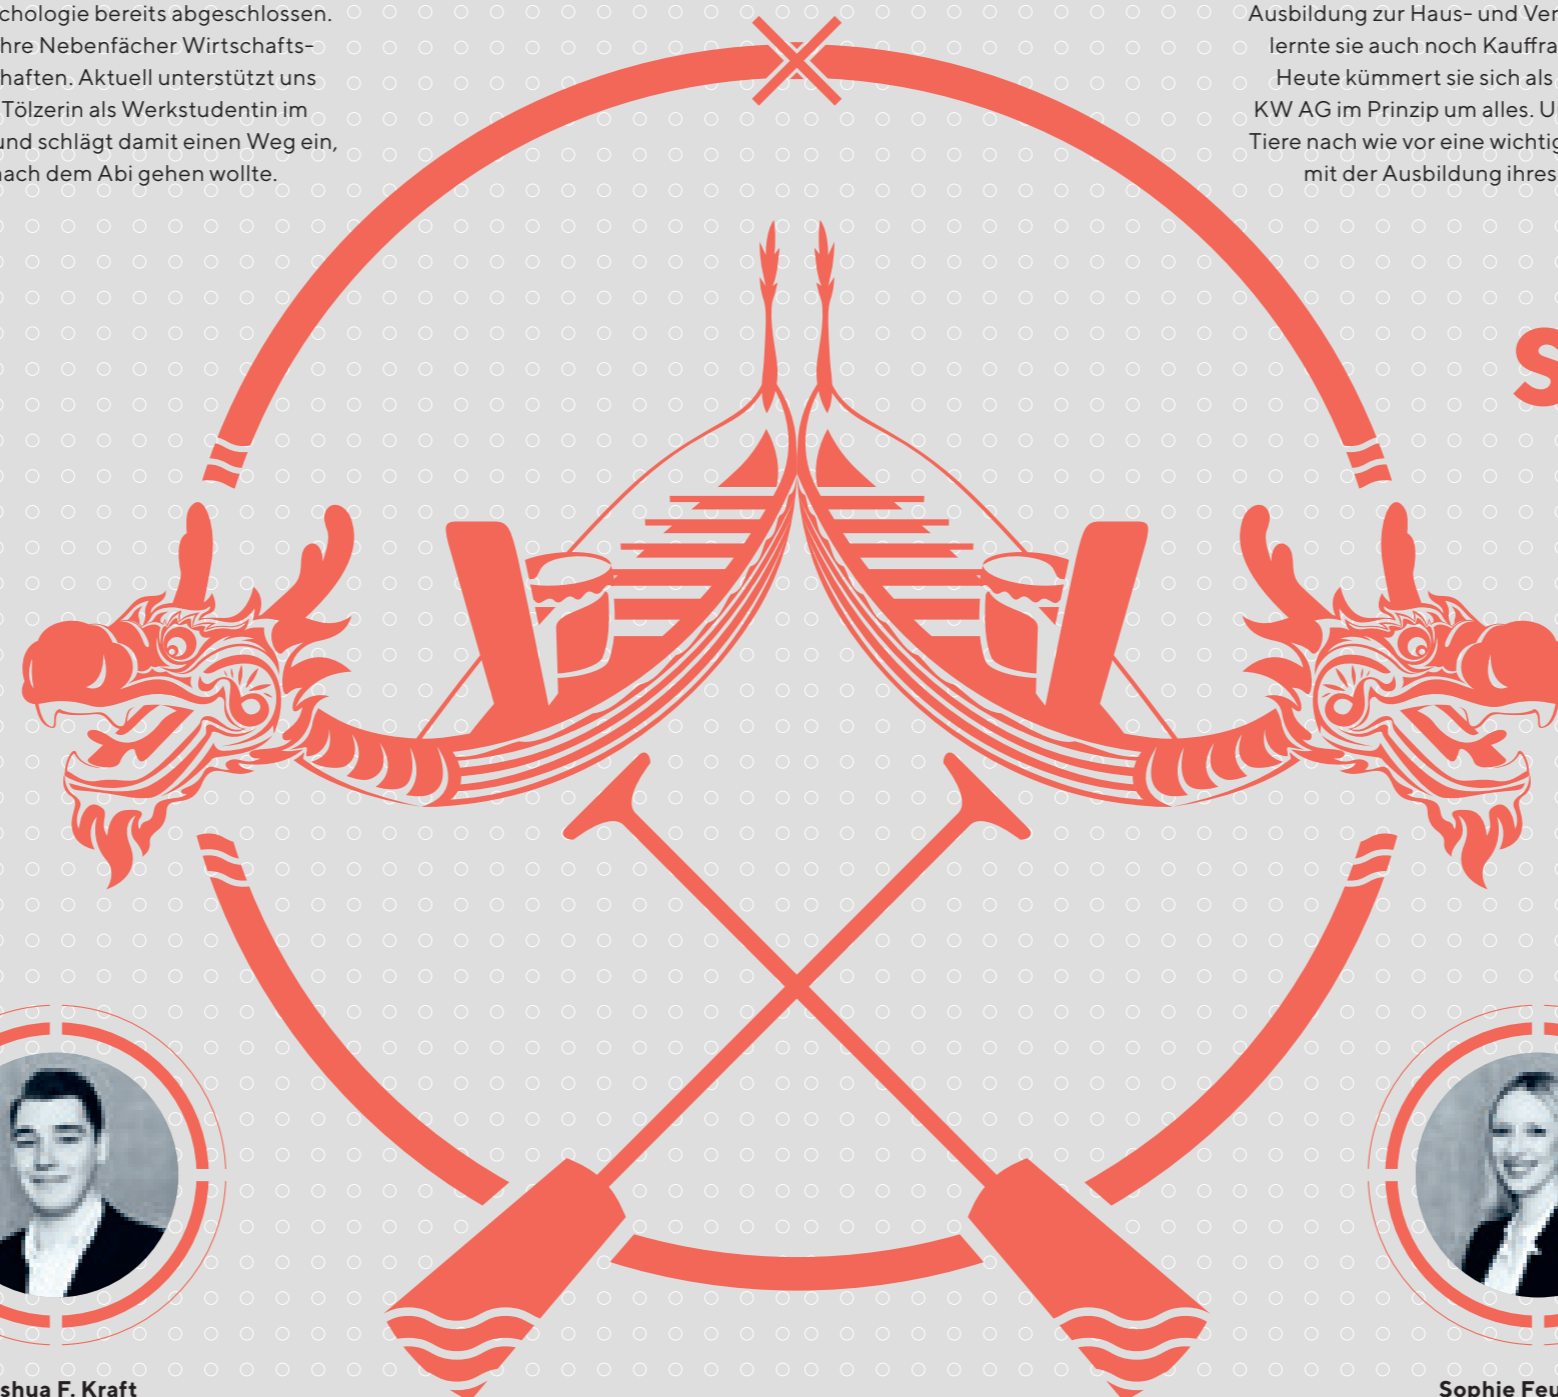 chologie bereits abgeschlossen.
hre Nebenfächer Wirtschafts-
haften. Aktuell unterstützt uns
Tölzerin als Werkstudentin im
und schlägt damit einen Weg ein,
nach dem Abi gehen wollte.
Ausbildung zur Haus- und Ver
lernte sie auch noch Kauffra
Heute kümmert sie sich als
KW AG im Prinzip um alles. U
Tiere nach wie vor eine wichtig
mit der Ausbildung ihres
S
shua F. Kraft
Sophie Feu